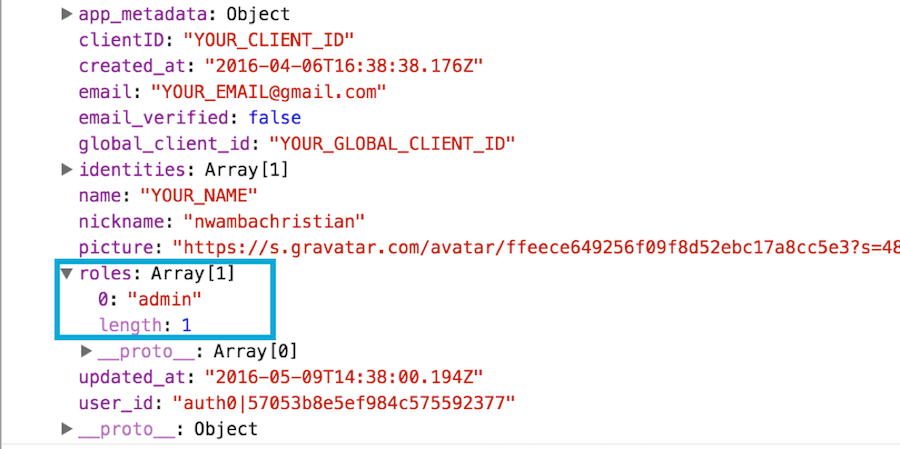 ▶ app_metadata: Object
clientID: "YOUR_CLIENT_ID"
created_at: "2016-04-06T16:38:38.176Z"
email: "YOUR_EMAIL@gmail.com"
email_verified: false
global_client_id: "YOUR_GLOBAL_CLIENT_ID"
▶ identities: Array[1]
name: "YOUR_NAME"
nickname: "nwambachristian"
picture: "https://s.gravatar.com/avatar/ffeece649256f09f8d52ebc17a8cc5e3?s=48
▼ roles: Array[1]
0: "admin"
length: 1
▶ __proto__: Array[0]
updated_at: "2016-05-09T14:38:00.194Z"
user_id: "auth0|57053b8e5ef984c575592377"
▶ __proto__: Object